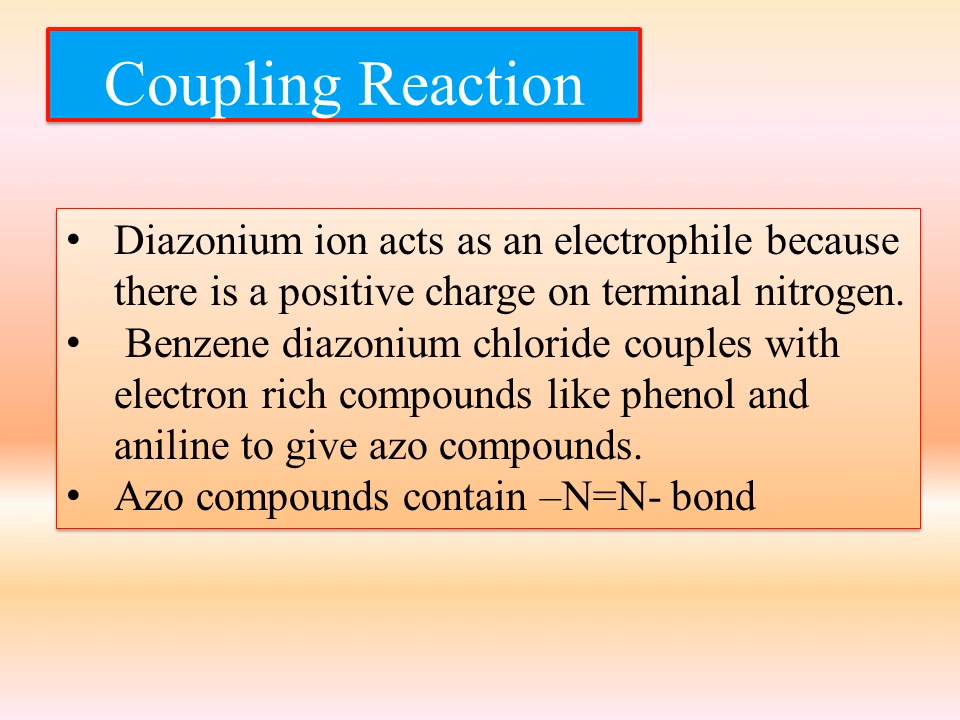 Coupling Reaction
• Diazonium ion acts as an electrophile because
there is a positive charge on terminal nitrogen.
• Benzene diazonium chloride couples with
electron rich compounds like phenol and
aniline to give azo compounds.
• Azo compounds contain –N=N- bond